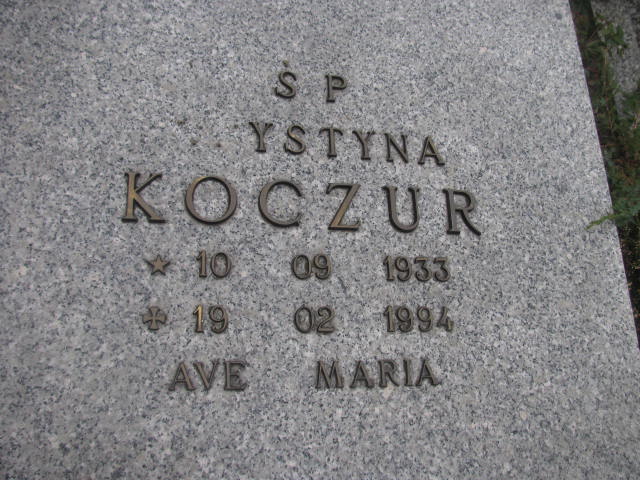 Ś P
YSTYNA
KOCZUR
★ 10 09 1933
✠ 19 02 1994
AVE MARIA